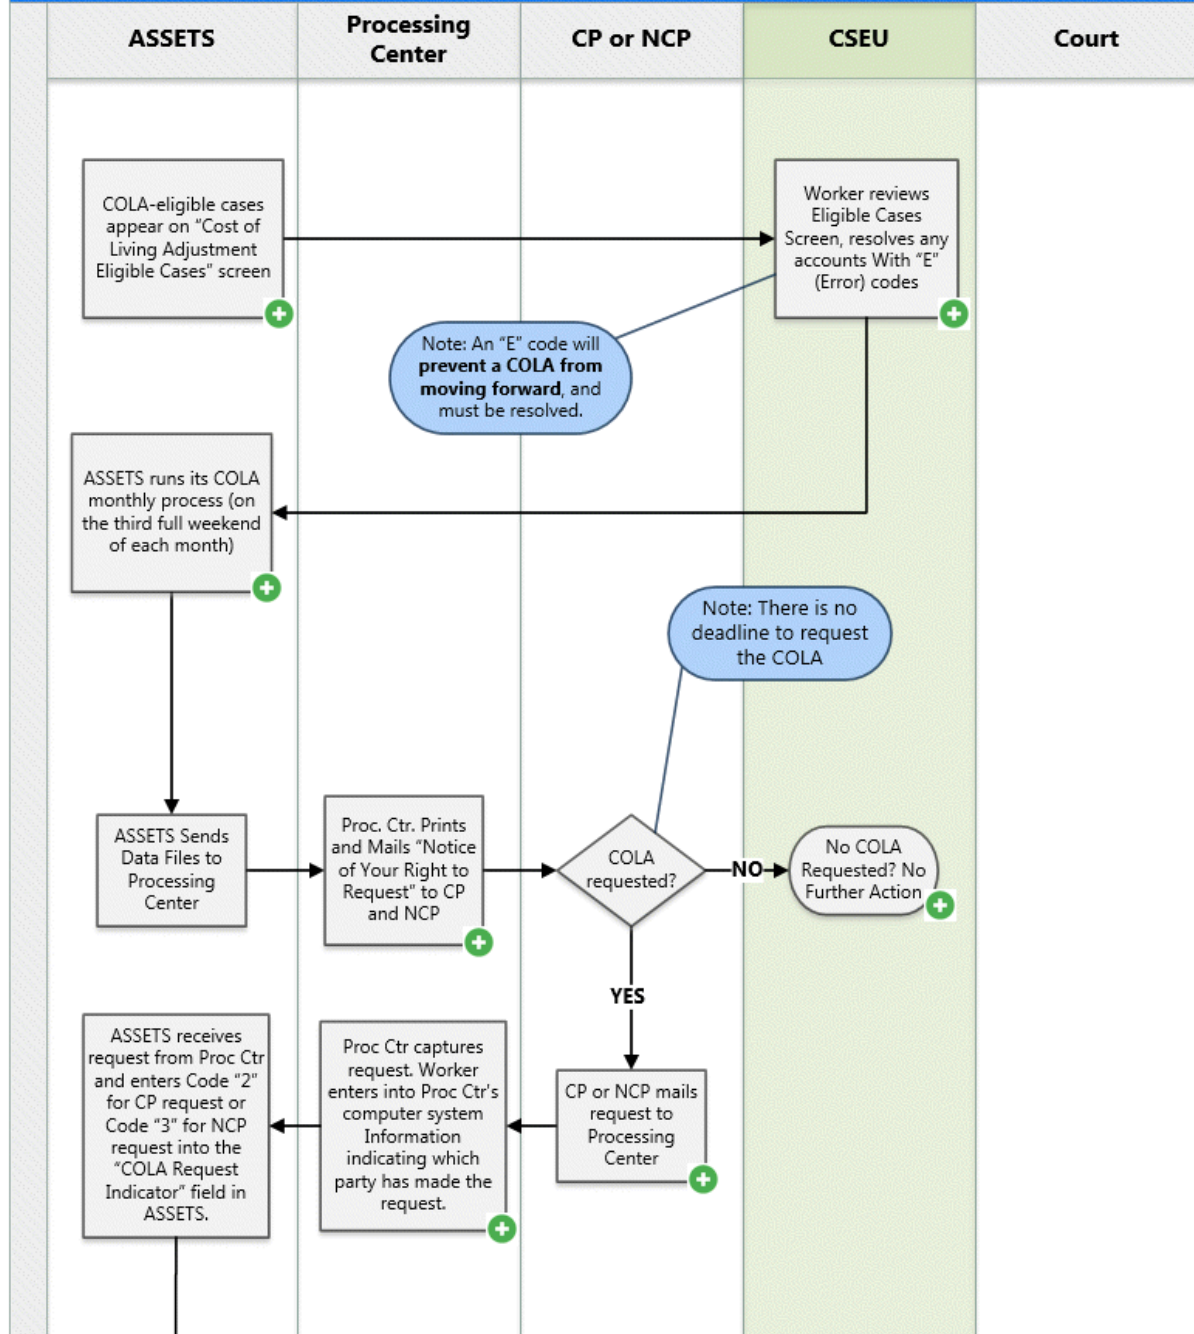 ASSETS
Processing
Center
CP or NCP
CSEU
Court
COLA-eligible cases
appear on “Cost of
Living Adjustment
Eligible Cases” screen
Worker reviews
Eligible Cases
Screen, resolves any
accounts With “E”
(Error) codes
Note: An “E” code will
prevent a COLA from
moving forward, and
must be resolved.
ASSETS runs its COLA
monthly process (on
the third full weekend
of each month)
Note: There is no
deadline to request
the COLA
ASSETS Sends
Data Files to
Processing
Center
Proc. Ctr. Prints
and Mails “Notice
of Your Right to
Request” to CP
and NCP
COLA
requested?
NO
No COLA
Requested? No
Further Action
YES
ASSETS receives
request from Proc Ctr
and enters Code “2”
for CP request or
Code “3” for NCP
request into the
“COLA Request
Indicator” field in
ASSETS.
Proc Ctr captures
request. Worker
enters into Proc Ctr's
computer system
Information
indicating which
party has made the
request.
CP or NCP mails
request to
Processing
Center